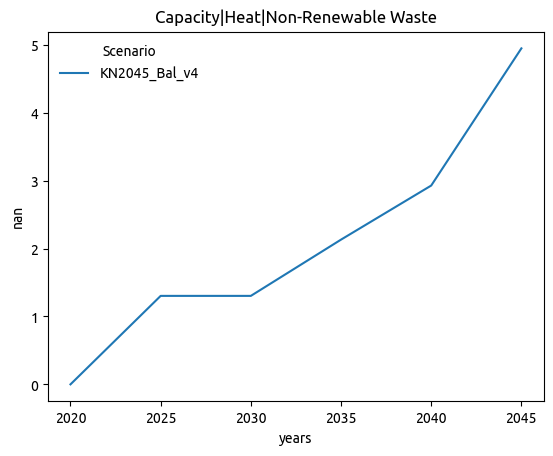 Capacity|Heat|Non-Renewable Waste
Scenario
KN2045_Bal_v4
5
4
3
2
1
0
nan
2020 2025 2030 2035 2040 2045
years